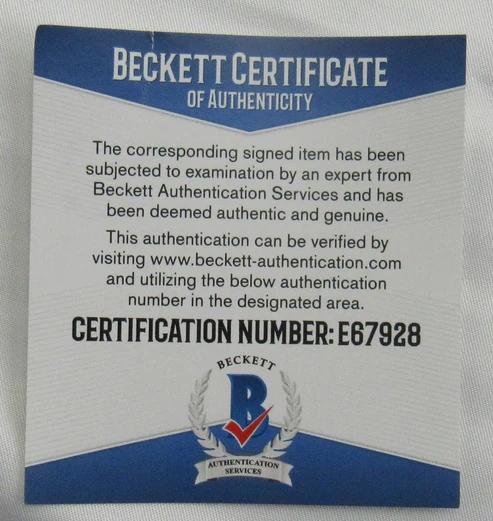 BECKETT CERTIFICATE
OF AUTHENTICITY
The corresponding signed item has been
subjected to examination by an expert from
Beckett Authentication Services and has
been deemed authentic and genuine.
This authentication can be verified by
visiting www.beckett-authentication.com
and utilizing the below authentication
number in the designated area.
CERTIFICATION NUMBER: E67928
BECKETT
B
AUTHENTICATION
SERVICES